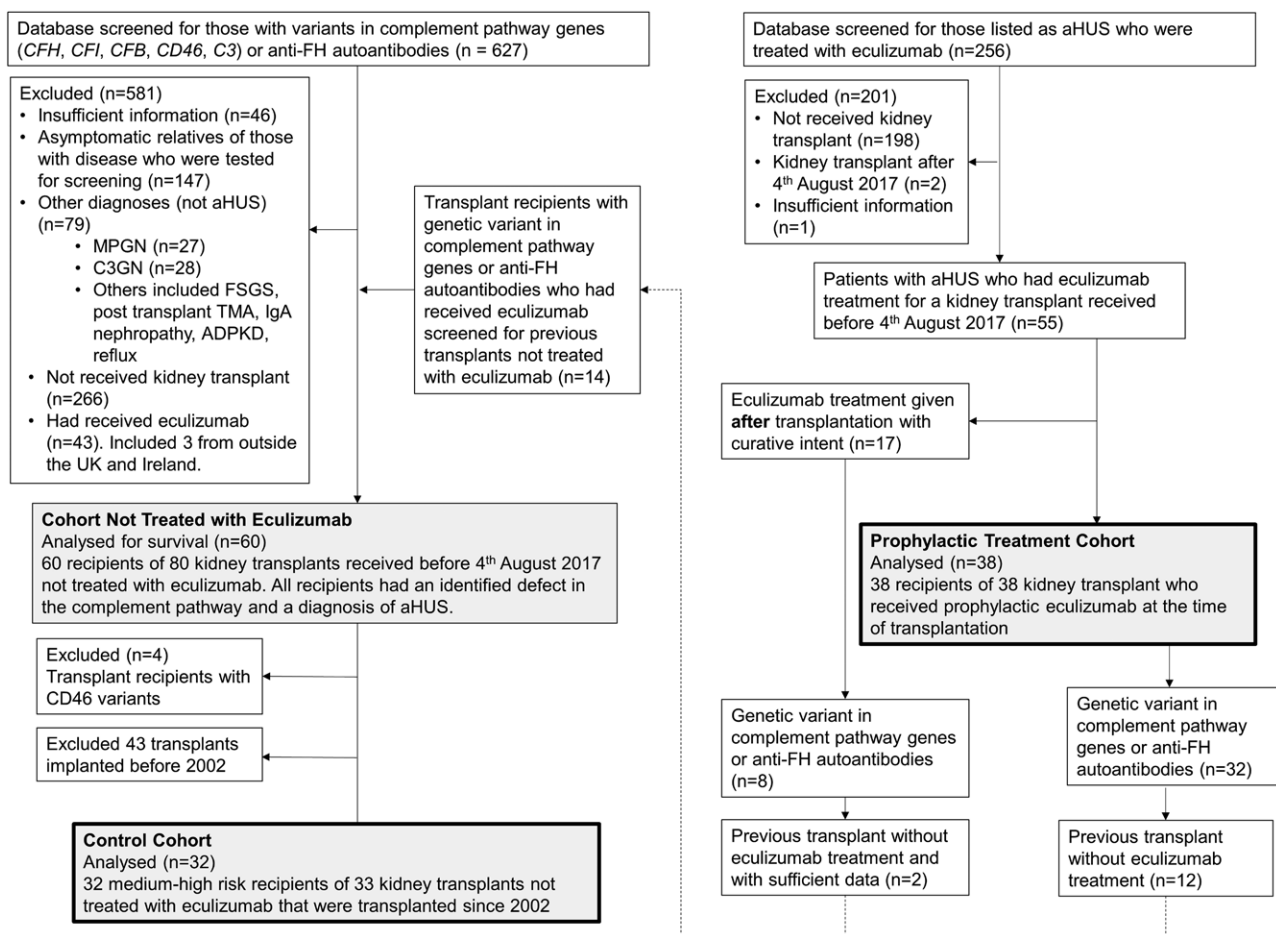 Database screened for those with variants in complement pathway genes
(CFH, CFI, CFB, CD46, C3) or anti-FH autoantibodies (n = 627)
Excluded (n=581)
• Insufficient information (n=46)
• Asymptomatic relatives of those
with disease who were tested
for screening (n=147)
• Other diagnoses (not aHUS)
(n=79)
• MPGN (n=27)
• C3GN (n=28)
• Others included FSGS,
post transplant TMA, IgA
nephropathy, ADPKD,
reflux
• Not received kidney transplant
(n=266)
• Had received eculizumab
(n=43). Included 3 from outside
the UK and Ireland.
Transplant recipients with
genetic variant in
complement pathway
genes or anti-FH
autoantibodies who had
received eculizumab
screened for previous
transplants not treated
with eculizumab (n=14)
Cohort Not Treated with Eculizumab
Analysed for survival (n=60)
60 recipients of 80 kidney transplants received before 4th August 2017
not treated with eculizumab. All recipients had an identified defect in
the complement pathway and a diagnosis of aHUS.
Excluded (n=4)
Transplant recipients with
CD46 variants
Excluded 43 transplants
implanted before 2002
Control Cohort
Analysed (n=32)
32 medium-high risk recipients of 33 kidney transplants not
treated with eculizumab that were transplanted since 2002
Database screened for those listed as aHUS who were
treated with eculizumab (n=256)
Excluded (n=201)
• Not received kidney
transplant (n=198)
• Kidney transplant after
4th August 2017 (n=2)
• Insufficient information
(n=1)
Patients with aHUS who had eculizumab
treatment for a kidney transplant received
before 4th August 2017 (n=55)
Eculizumab treatment given
after transplantation with
curative intent (n=17)
Prophylactic Treatment Cohort
Analysed (n=38)
38 recipients of 38 kidney transplant who
received prophylactic eculizumab at the time
of transplantation
Genetic variant in
complement pathway genes
or anti-FH autoantibodies
(n=8)
Genetic variant in
complement pathway
genes or anti-FH
autoantibodies (n=32)
Previous transplant without
eculizumab treatment and
with sufficient data (n=2)
Previous transplant
without eculizumab
treatment (n=12)